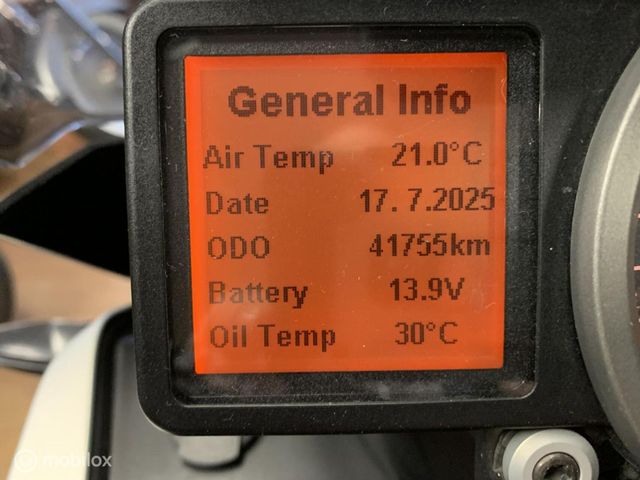 General Info
Air Temp 21.0°C
Date 17. 7.2025
ODO 41755km
Battery 13.9V
Oil Temp 30°C
mobilox